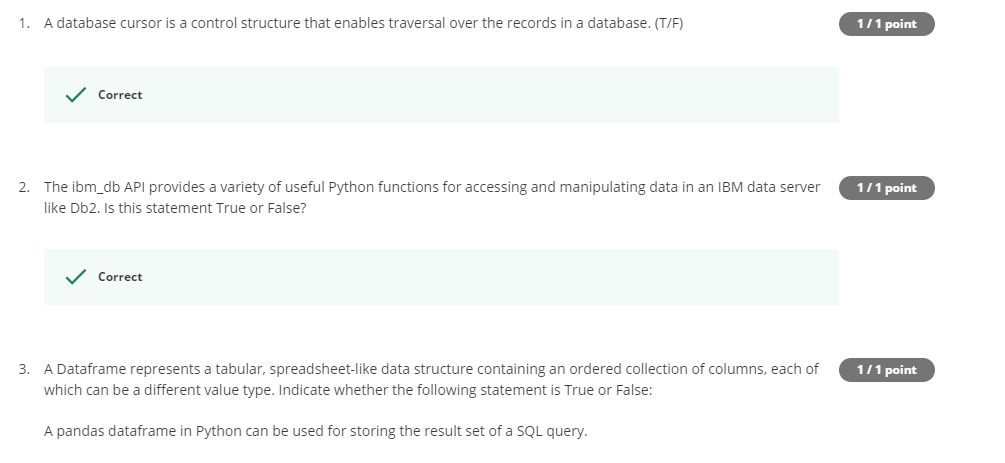 1. A database cursor is a control structure that enables traversal over the records in a database. (T/F)
1 / 1 point
Correct
2. The ibm_db API provides a variety of useful Python functions for accessing and manipulating data in an IBM data server
1 / 1 point
like Db2. Is this statement True or False?
Correct
3. A Dataframe represents a tabular, spreadsheet-like data structure containing an ordered collection of columns, each of
1 / 1 point
which can be a different value type. Indicate whether the following statement is True or False:
A pandas dataframe in Python can be used for storing the result set of a SQL query.